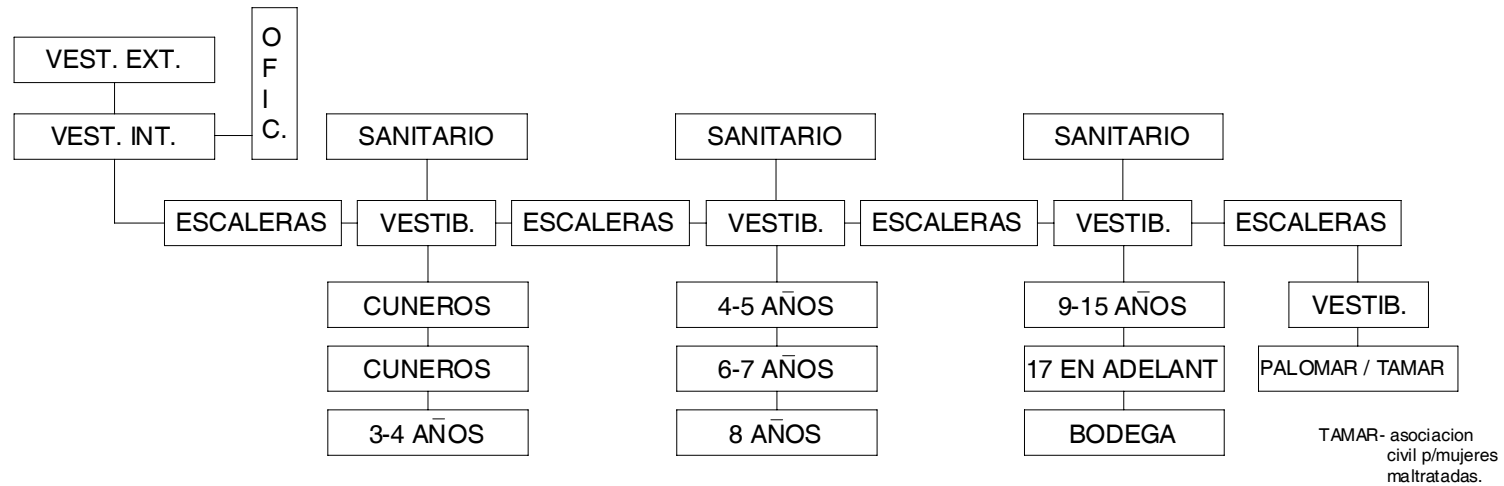 VEST. EXT.
OFIC.
VEST. INT.
SANITARIO
SANITARIO
SANITARIO
ESCALERAS
VESTIB.
ESCALERAS
VESTIB.
ESCALERAS
VESTIB.
ESCALERAS
CUNEROS
4-5 AÑOS
9-15 AÑOS
VESTIB.
CUNEROS
6-7 AÑOS
17 EN ADELANT
PALOMAR / TAMAR
3-4 AÑOS
8 AÑOS
BODEGA
TAMAR- asociacion
civil p/mujeres
maltratadas.